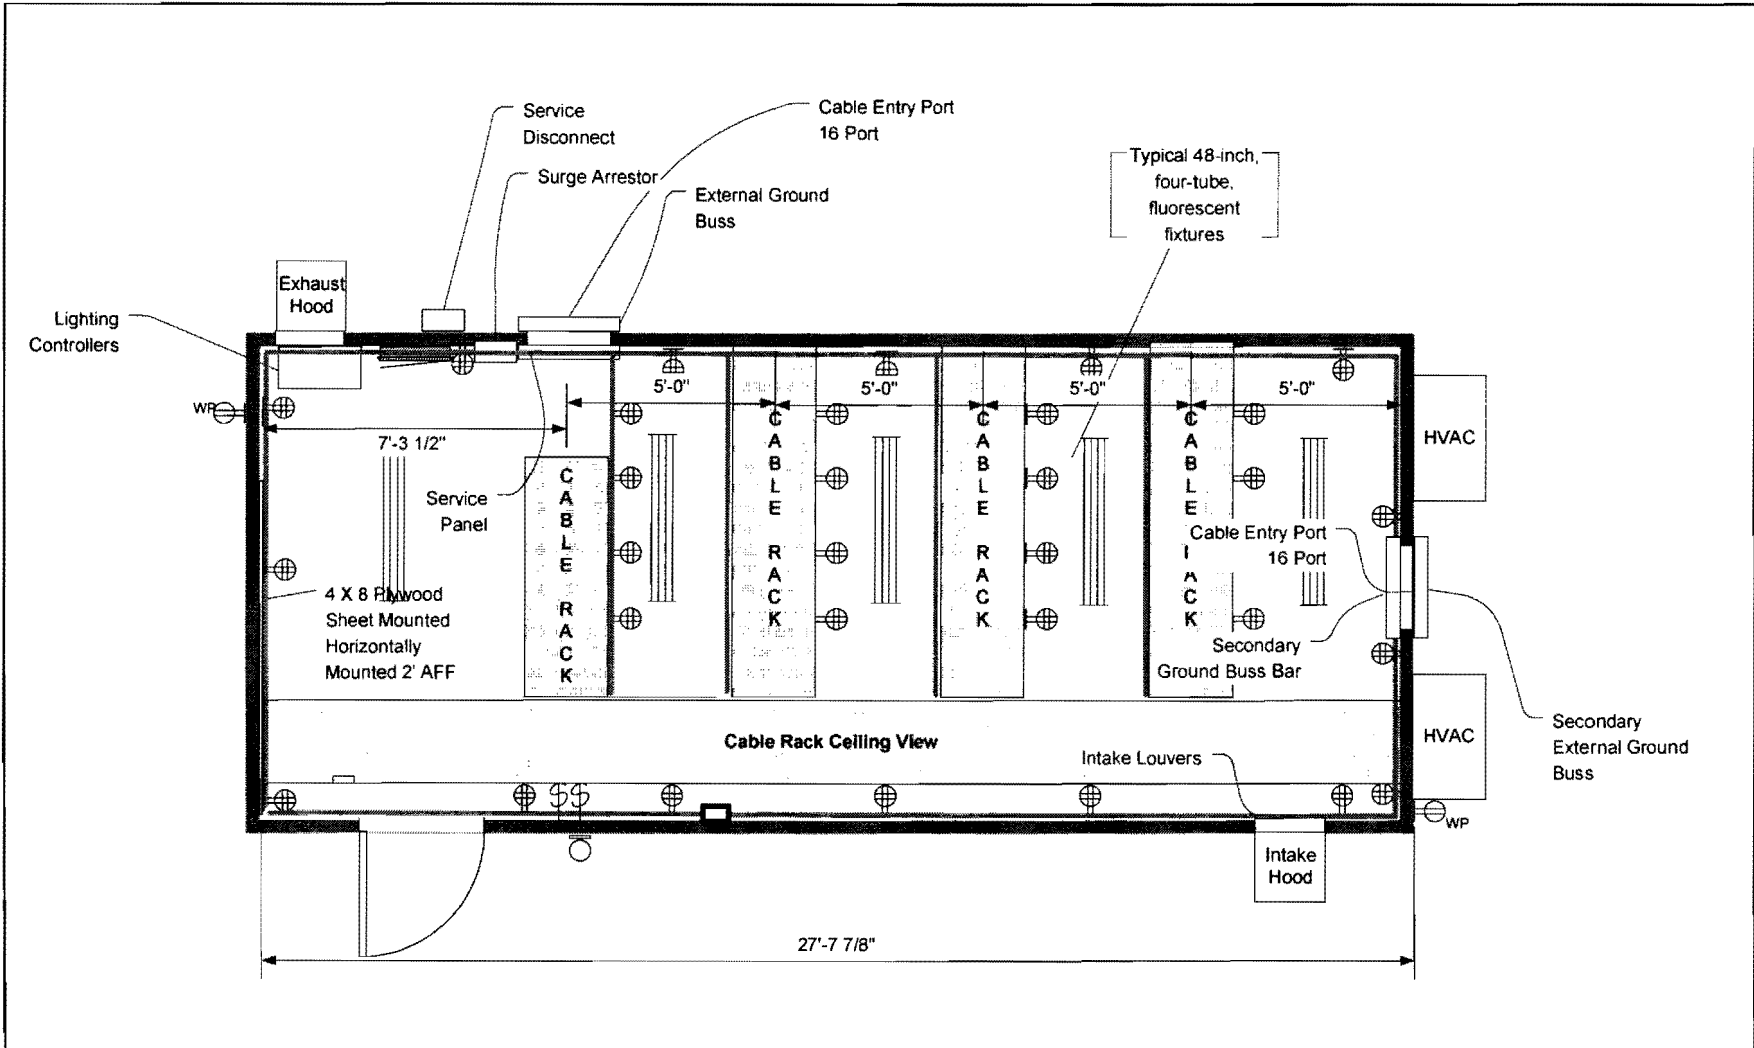 Service
Disconnect
Cable Entry Port
16 Port
Surge Arrestor
External Ground
Buss
Typical 48-inch,
four-tube,
fluorescent
fixtures
Exhaust
Hood
Lighting
Controllers
5'-0"
5'-0"
5'-0"
5'-0"
WP
7'-3 1/2"
HVAC
CABLE RACK
CABLE RACK
CABLE RACK
CABLE RACK
Service
Panel
Cable Entry Port
16 Port
4 X 8 Plywood
Sheet Mounted
Horizontally
Mounted 2' AFF
Secondary
Ground Buss Bar
Secondary
External Ground
Buss
HVAC
Cable Rack Ceiling View
Intake Louvers
SS
WP
Intake
Hood
27'-7 7/8"